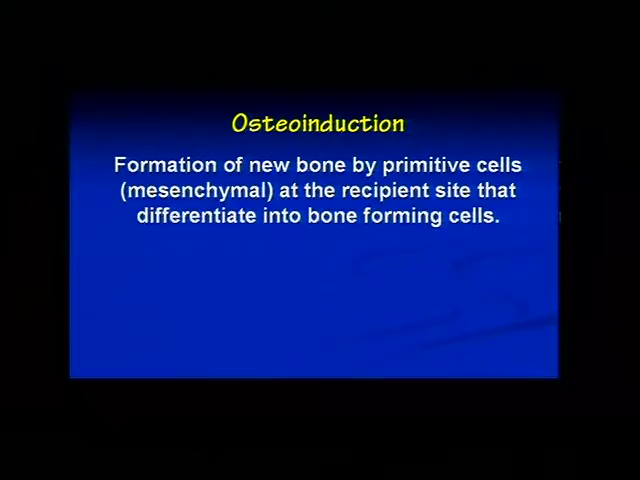 Osteoinduction
Formation of new bone by primitive cells
(mesenchymal) at the recipient site that
differentiate into bone forming cells.